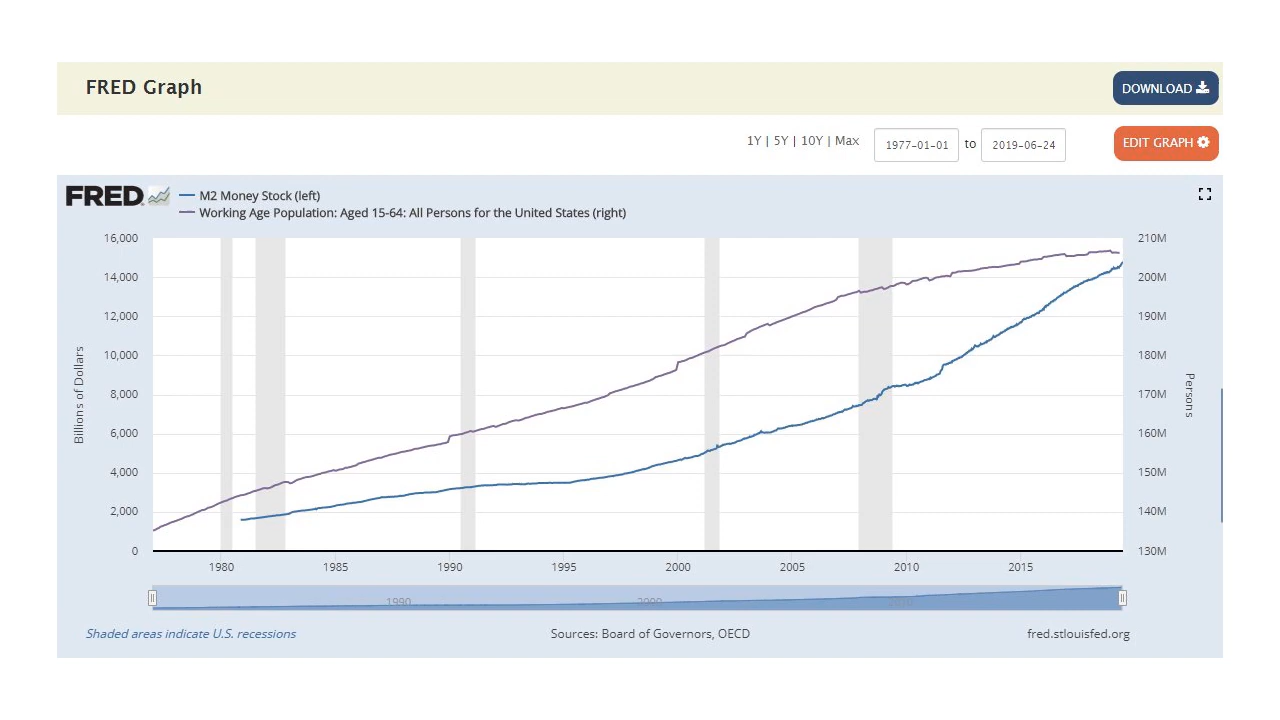 FRED Graph
DOWNLOAD
1Y | 5Y | 10Y | Max 1977-01-01 to 2019-06-24
EDIT GRAPH
FRED
M2 Money Stock (left)
Working Age Population: Aged 15-64: All Persons for the United States (right)
16,000 210M
14,000 200M
12,000 190M
10,000 180M
8,000 170M
6,000 160M
4,000 150M
2,000 140M
0 130M
Billions of Dollars
Persons
1980 1985 1990 1995 2000 2005 2010 2015
1990 2000 2010
Shaded areas indicate U.S. recessions Sources: Board of Governors, OECD fred.stlouisfed.org